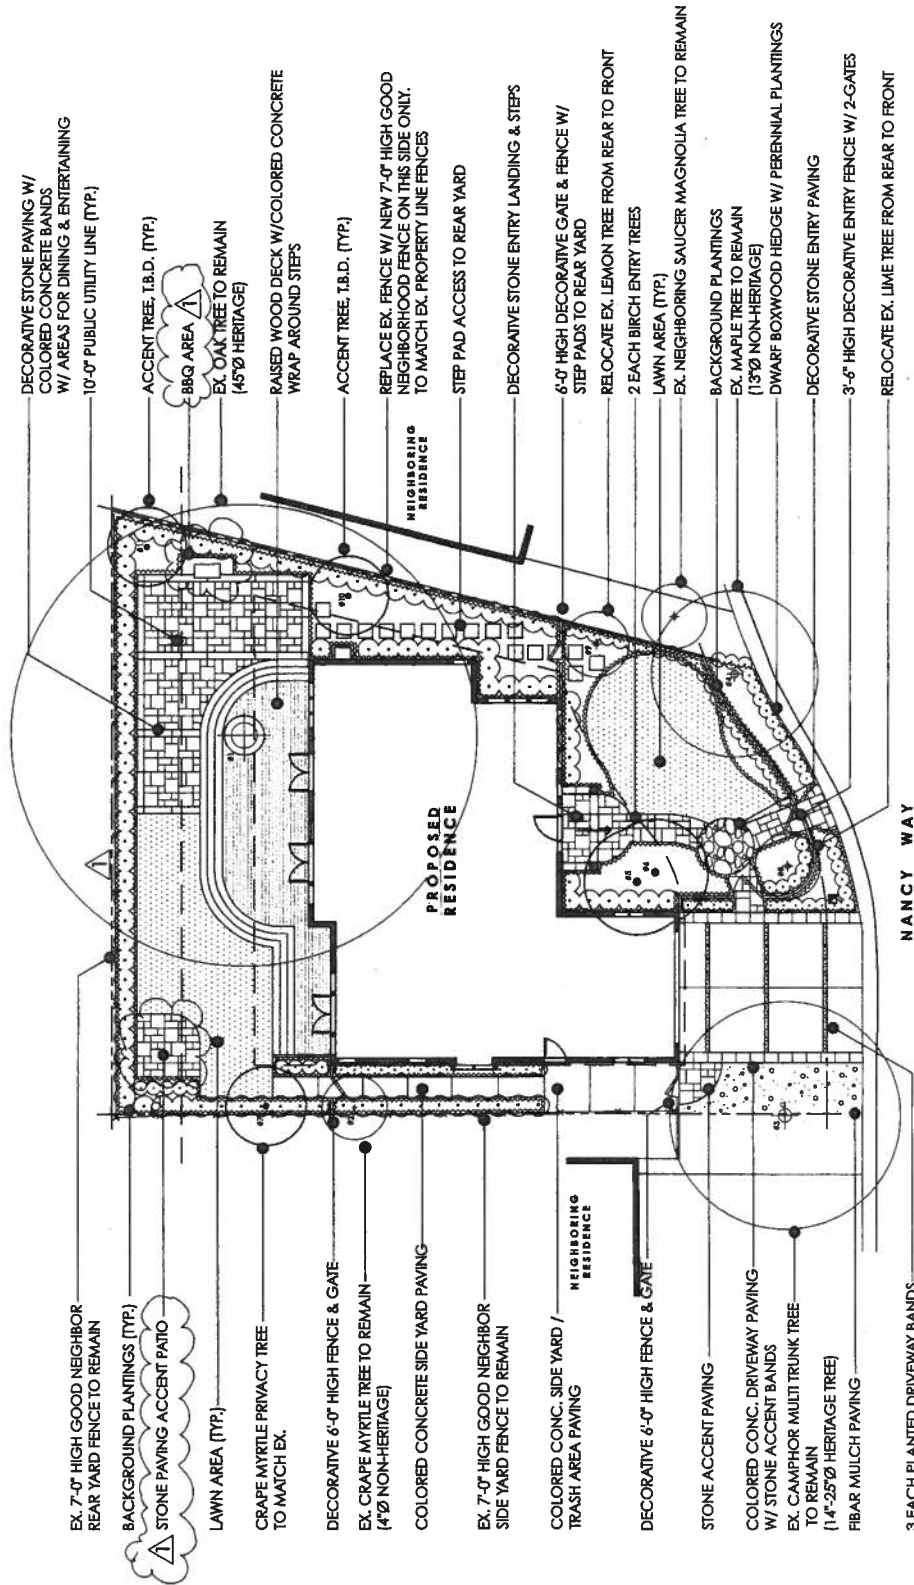 DECORATIVE STONE PAVING W/
COLORED CONCRETE BANDS
W/ AREAS FOR DINING & ENTERTAINING
10'-0" PUBLIC UTILITY LINE (TYP.)
ACCENT TREE, T.B.D. (TYP.)
BBQ AREA
1
EX. OAK TREE TO REMAIN
(45"Ø HERITAGE)
RAISED WOOD DECK W/COLORED CONCRETE
WRAP AROUND STEPS
ACCENT TREE, T.B.D. (TYP.)
REPLACE EX. FENCE W/ NEW 7'-0" HIGH GOOD
NEIGHBORHOOD FENCE ON THIS SIDE ONLY.
TO MATCH EX. PROPERTY LINE FENCES
STEP PAD ACCESS TO REAR YARD
DECORATIVE STONE ENTRY LANDING & STEPS
6'-0' HIGH DECORATIVE GATE & FENCE W/
STEP PADS TO REAR YARD
RELOCATE EX. LEMON TREE FROM REAR TO FRONT
2 EACH BIRCH ENTRY TREES
LAWN AREA (TYP.)
EX. NEIGHBORING SAUCER MAGNOLIA TREE TO REMAIN
BACKGROUND PLANTINGS
EX. MAPLE TREE TO REMAIN
(13"Ø NON-HERITAGE)
DWARF BOXWOOD HEDGE W/ PERENNIAL PLANTINGS
DECORATIVE STONE ENTRY PAVING
3'-6" HIGH DECORATIVE ENTRY FENCE W/ 2-GATES
RELOCATE EX. LIME TREE FROM REAR TO FRONT
NEIGHBORING
RESIDENCE
#10
1
PROPOSED
RESIDENCE
#5
#4
#3
NANCY WAY
NEIGHBORING
RESIDENCE
EX. 7'-0" HIGH GOOD NEIGHBOR
REAR YARD FENCE TO REMAIN
BACKGROUND PLANTINGS (TYP.)
1
STONE PAVING ACCENT PATIO
LAWN AREA (TYP.)
CRAPE MYRTLE PRIVACY TREE
TO MATCH EX.
DECORATIVE 6'-0" HIGH FENCE & GATE
EX. CRAPE MYRTLE TREE TO REMAIN
(4"Ø NON-HERITAGE)
COLORED CONCRETE SIDE YARD PAVING
EX. 7'-0" HIGH GOOD NEIGHBOR
SIDE YARD FENCE TO REMAIN
COLORED CONC. SIDE YARD /
TRASH AREA PAVING
DECORATIVE 6'-0" HIGH FENCE & GATE
STONE ACCENT PAVING
COLORED CONC. DRIVEWAY PAVING
W/ STONE ACCENT BANDS
EX. CAMPHOR MULTI TRUNK TREE
TO REMAIN
(14"-25"Ø HERITAGE TREE)
FIBAR MULCH PAVING
3 EACH PLANTED DRIVEWAY BANDS